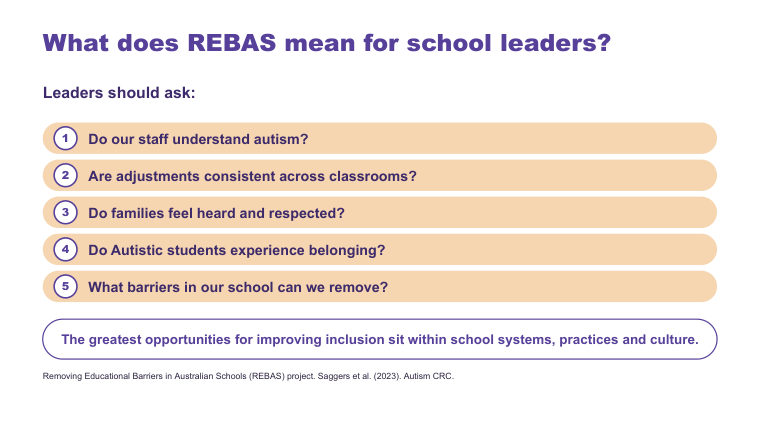 What does REBAS mean for school leaders?
Leaders should ask:
1 Do our staff understand autism?
2 Are adjustments consistent across classrooms?
3 Do families feel heard and respected?
4 Do Autistic students experience belonging?
5 What barriers in our school can we remove?
The greatest opportunities for improving inclusion sit within school systems, practices and culture.
Removing Educational Barriers in Australian Schools (REBAS) project. Saggers et al. (2023). Autism CRC.